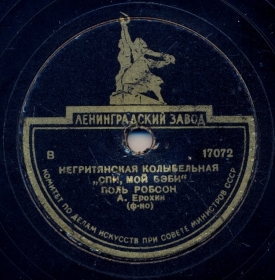 ЛЕНИНГРАДСКИЙ ЗАВОД
В 17072
НЕГРИТЯНСКАЯ КОЛЫБЕЛЬНАЯ
„СПИ, МОЙ БЭБИ“
ПОЛЬ РОБСОН
А. Ерохин
(ф-но)
КОМИТЕТ ПО ДЕЛАМ ИСКУССТВ ПРИ СОВЕТЕ МИНИСТРОВ СССР